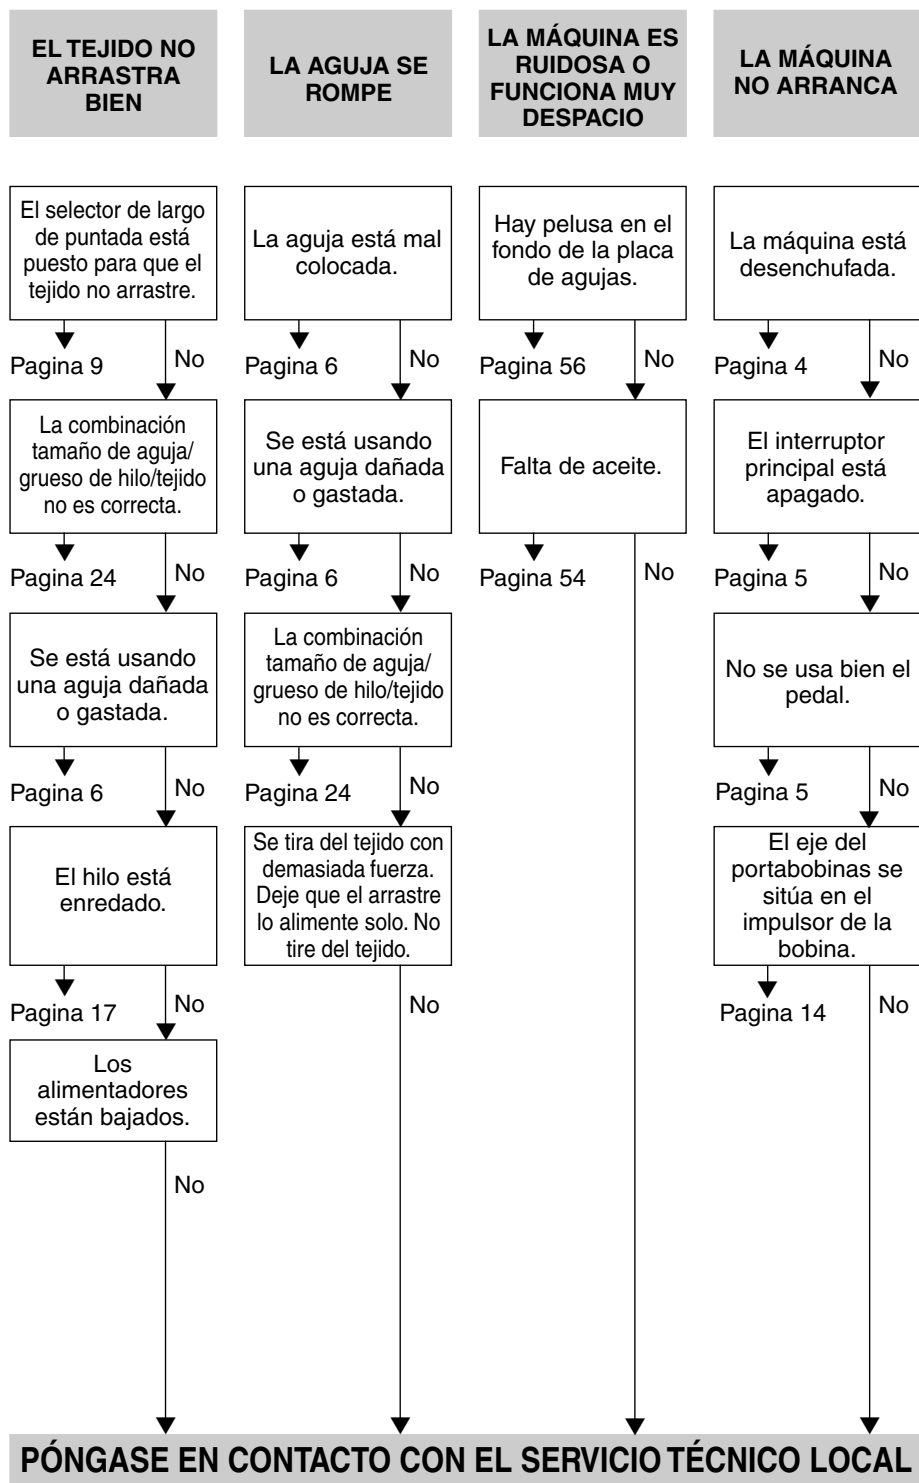 EL TEJIDO NO
ARRASTRA
BIEN
El selector de largo
de puntada está
puesto para que el
tejido no arrastre.
Pagina 9
No
La combinación
tamaño de aguja/
grueso de hilo/tejido
no es correcta.
Pagina 24
No
Se está usando
una aguja dañada
o gastada.
Pagina 6
No
El hilo está
enredado.
Pagina 17
No
Los
alimentadores
están bajados.
No
LA AGUJA SE
ROMPE
La aguja está mal
colocada.
Pagina 6
No
Se está usando
una aguja dañada
o gastada.
Pagina 6
No
La combinación
tamaño de aguja/
grueso de hilo/tejido
no es correcta.
Pagina 24
No
Se tira del tejido con
demasiada fuerza.
Deje que el arrastre
lo alimente solo. No
tire del tejido.
No
LA MÁQUINA ES
RUIDOSA O
FUNCIONA MUY
DESPACIO
Hay pelusa en el
fondo de la placa
de agujas.
Pagina 56
No
Falta de aceite.
Pagina 54
No
LA MÁQUINA
NO ARRANCA
La máquina está
desenchufada.
Pagina 4
No
El interruptor
principal está
apagado.
Pagina 5
No
No se usa bien el
pedal.
Pagina 5
No
El eje del
portabobinas se
sitúa en el
impulsor de la
bobina.
Pagina 14
No
PÓNGASE EN CONTACTO CON EL SERVICIO TÉCNICO LOCAL